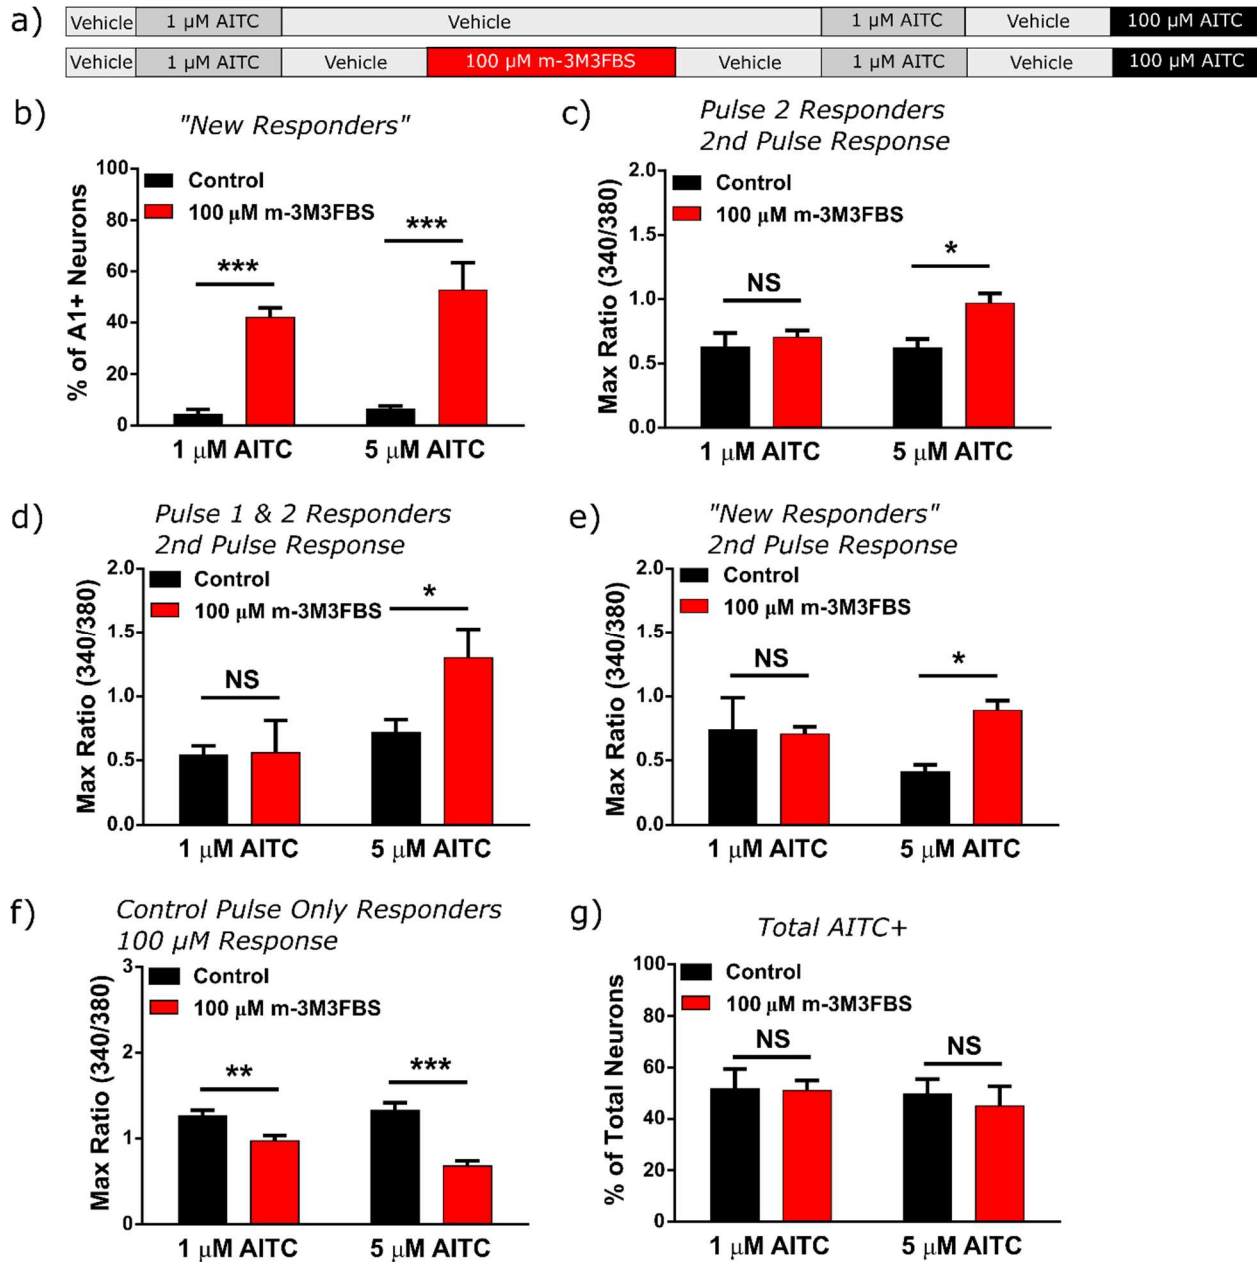 a)
Vehicle 1 µM AITC Vehicle 1 µM AITC Vehicle 100 µM AITC
Vehicle 1 µM AITC Vehicle 100 µM m-3M3FBS Vehicle 1 µM AITC Vehicle 100 µM AITC
b)
"New Responders"
% of A1+ Neurons
100
80
60
40
20
0
Control
100 µM m-3M3FBS
***
***
1 µM AITC 5 µM AITC
c)
Pulse 2 Responders
2nd Pulse Response
Max Ratio (340/380)
2.0
1.5
1.0
0.5
0.0
Control
100 µM m-3M3FBS
NS
*
1 µM AITC 5 µM AITC
d)
Pulse 1 & 2 Responders
2nd Pulse Response
Max Ratio (340/380)
2.0
1.5
1.0
0.5
0.0
Control
100 µM m-3M3FBS
NS
*
1 µM AITC 5 µM AITC
e)
"New Responders"
2nd Pulse Response
Max Ratio (340/380)
2.0
1.5
1.0
0.5
0.0
Control
100 µM m-3M3FBS
NS
*
1 µM AITC 5 µM AITC
f)
Control Pulse Only Responders
100 µM Response
Max Ratio (340/380)
3
2
1
0
Control
100 µM m-3M3FBS
**
***
1 µM AITC 5 µM AITC
g)
Total AITC+
% of Total Neurons
100
80
60
40
20
0
Control
100 µM m-3M3FBS
NS
NS
1 µM AITC 5 µM AITC